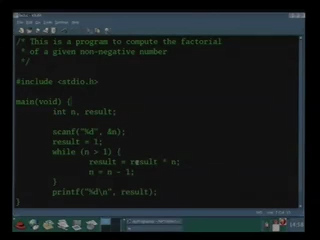 /* This is a program to compute the factorial
* of a given non-negative number
*/
#include <stdio.h>
main(void) {
int n, result;
scanf("%d", &n);
result = 1;
while (n > 1) {
result = result * n;
n = n - 1;
}
printf("%d\n", result);
}